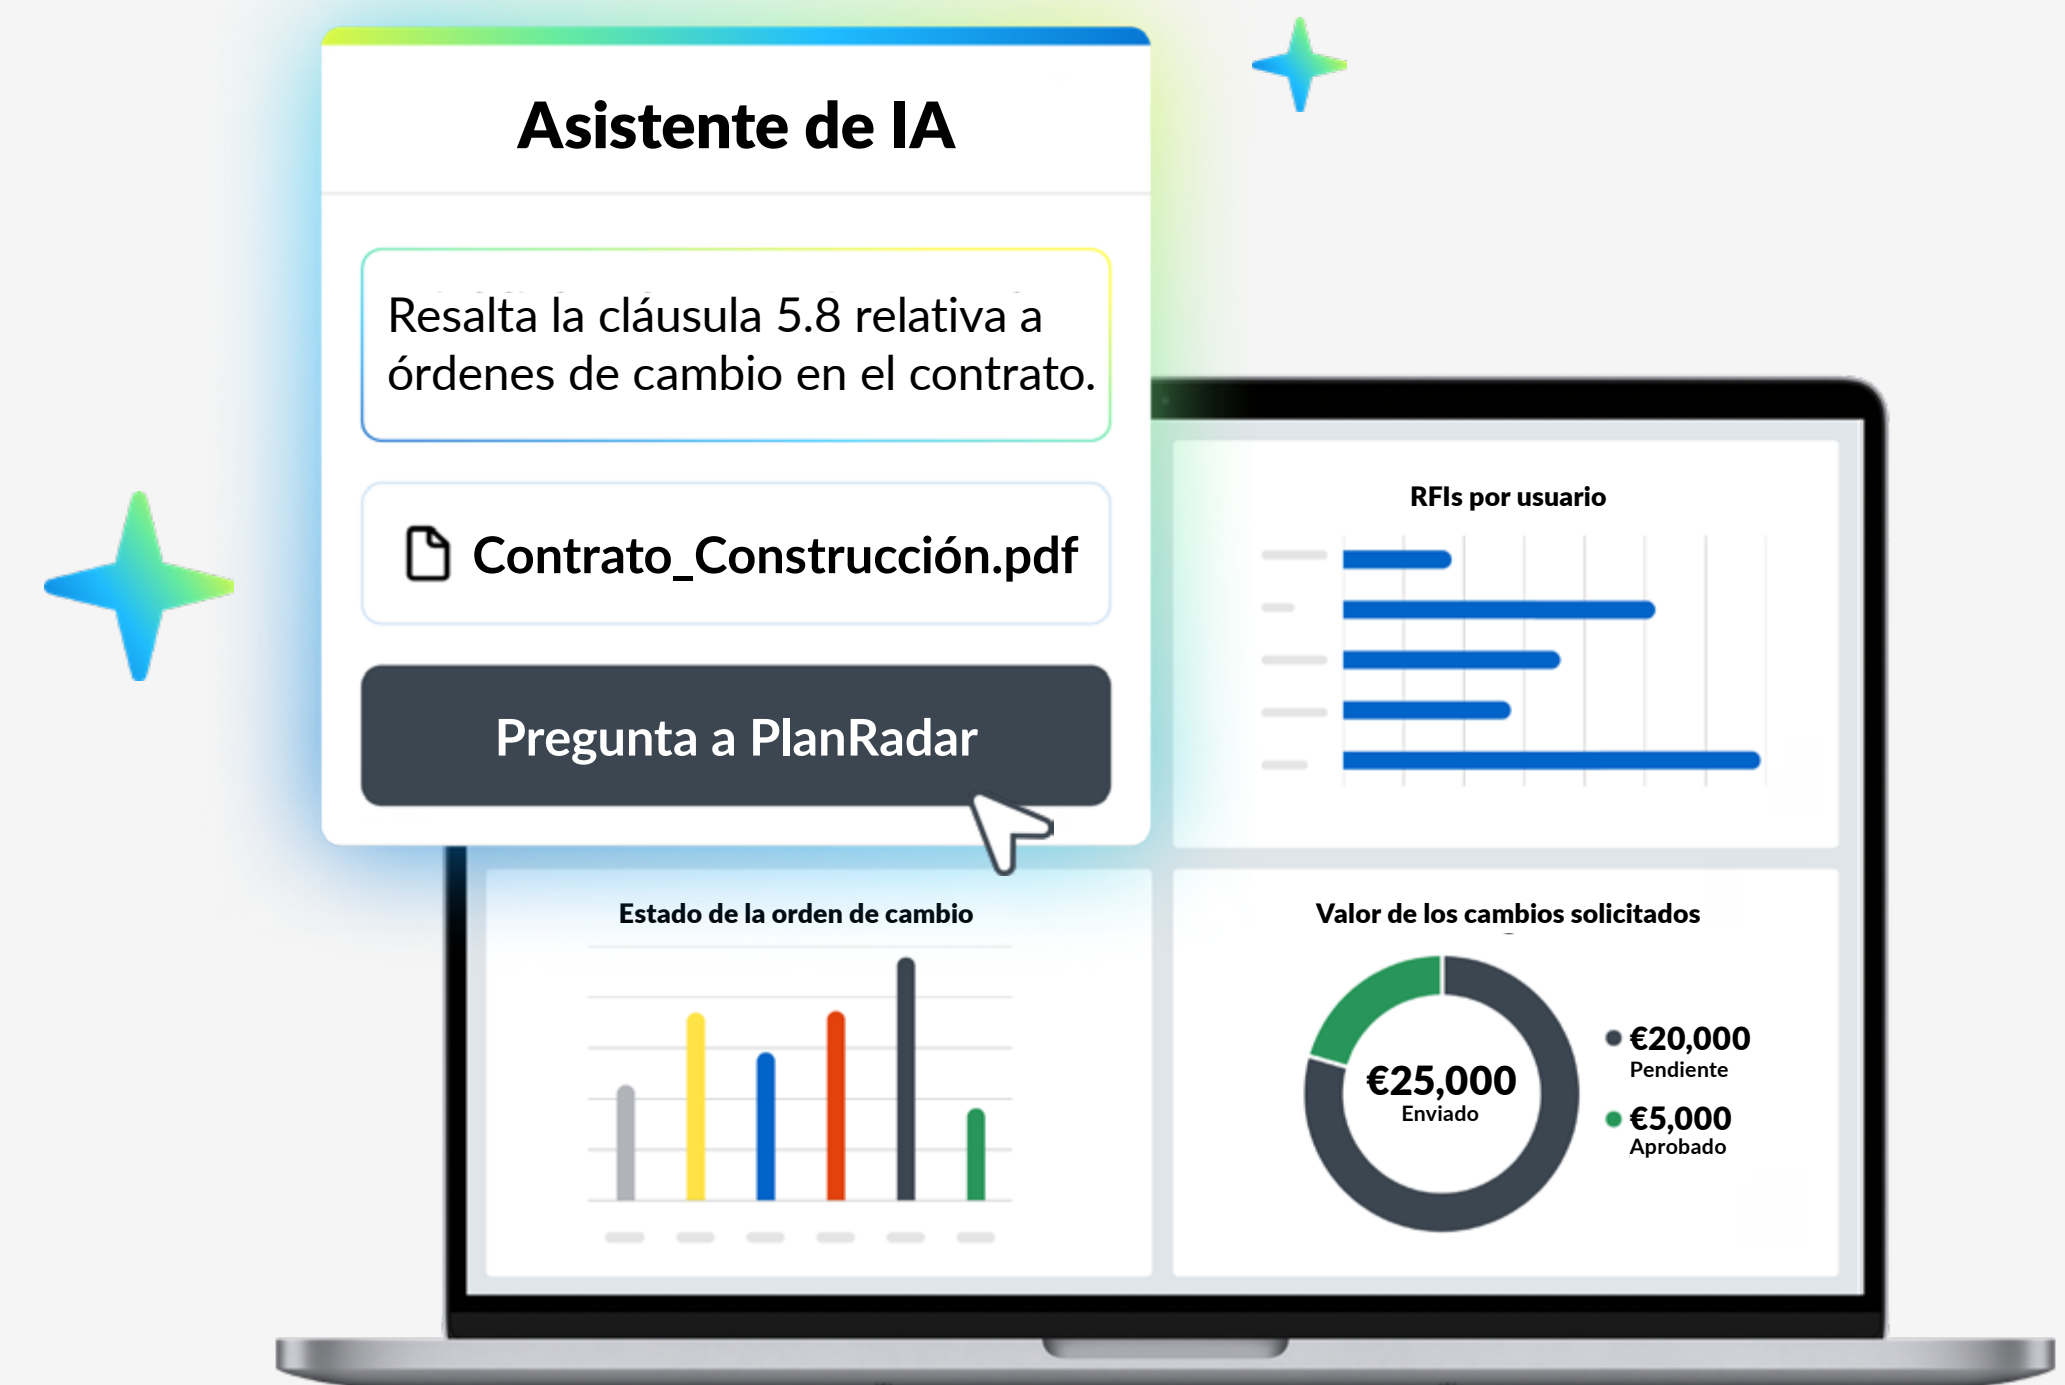 Asistente de IA
Resalta la cláusula 5.8 relativa a
órdenes de cambio en el contrato.
Contrato_Construcción.pdf
Pregunta a PlanRadar
RFIs por usuario
Estado de la orden de cambio
Valor de los cambios solicitados
€25,000
Enviado
€20,000
Pendiente
€5,000
Aprobado